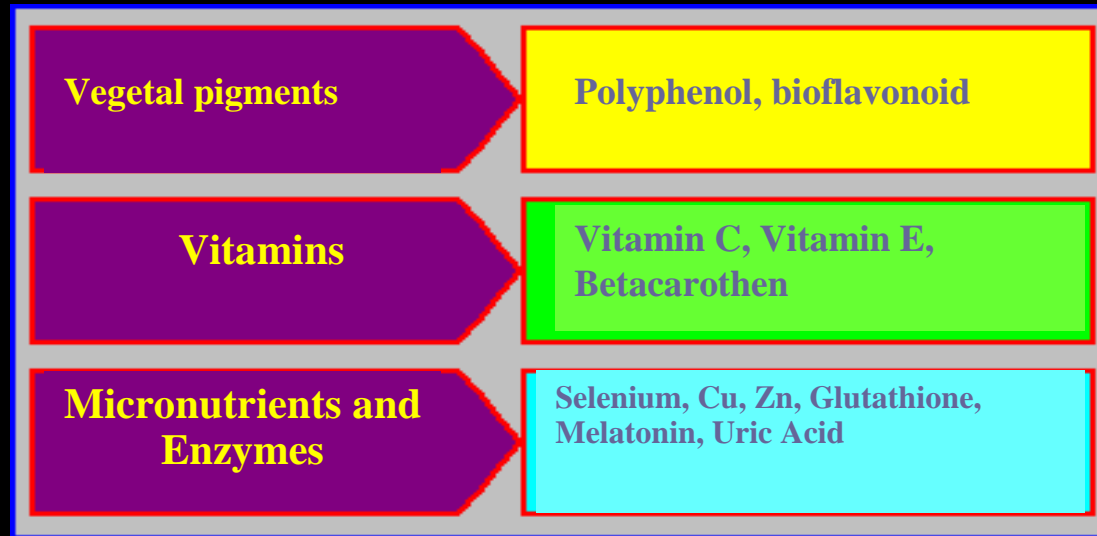 Vegetal pigments
Polyphenol, bioflavonoid
Vitamins
Vitamin C, Vitamin E,
Betacarothen
Micronutrients and
Enzymes
Selenium, Cu, Zn, Glutathione,
Melatonin, Uric Acid